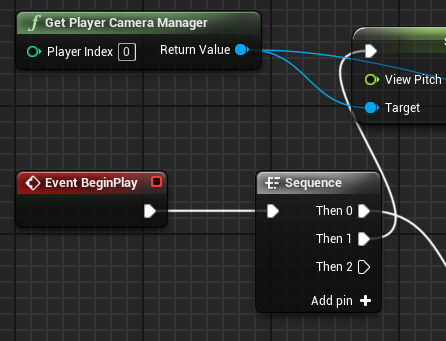 Get Player Camera Manager
Player Index 0 Return Value
View Pitch
Target
Event BeginPlay
Sequence
Then 0
Then 1
Then 2
Add pin